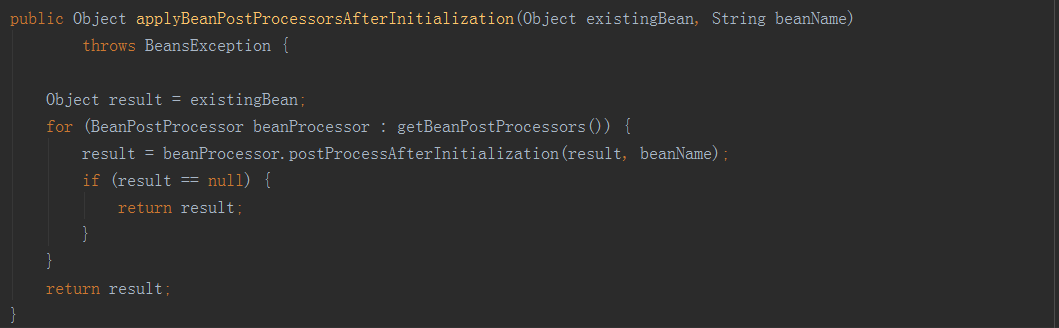 public Object applyBeanPostProcessorsAfterInitialization(Object existingBean, String beanName)
        throws BeansException {

    Object result = existingBean;
    for (BeanPostProcessor beanProcessor : getBeanPostProcessors()) {
        result = beanProcessor.postProcessAfterInitialization(result, beanName);
        if (result == null) {
            return result;
        }
    }
    return result;
}